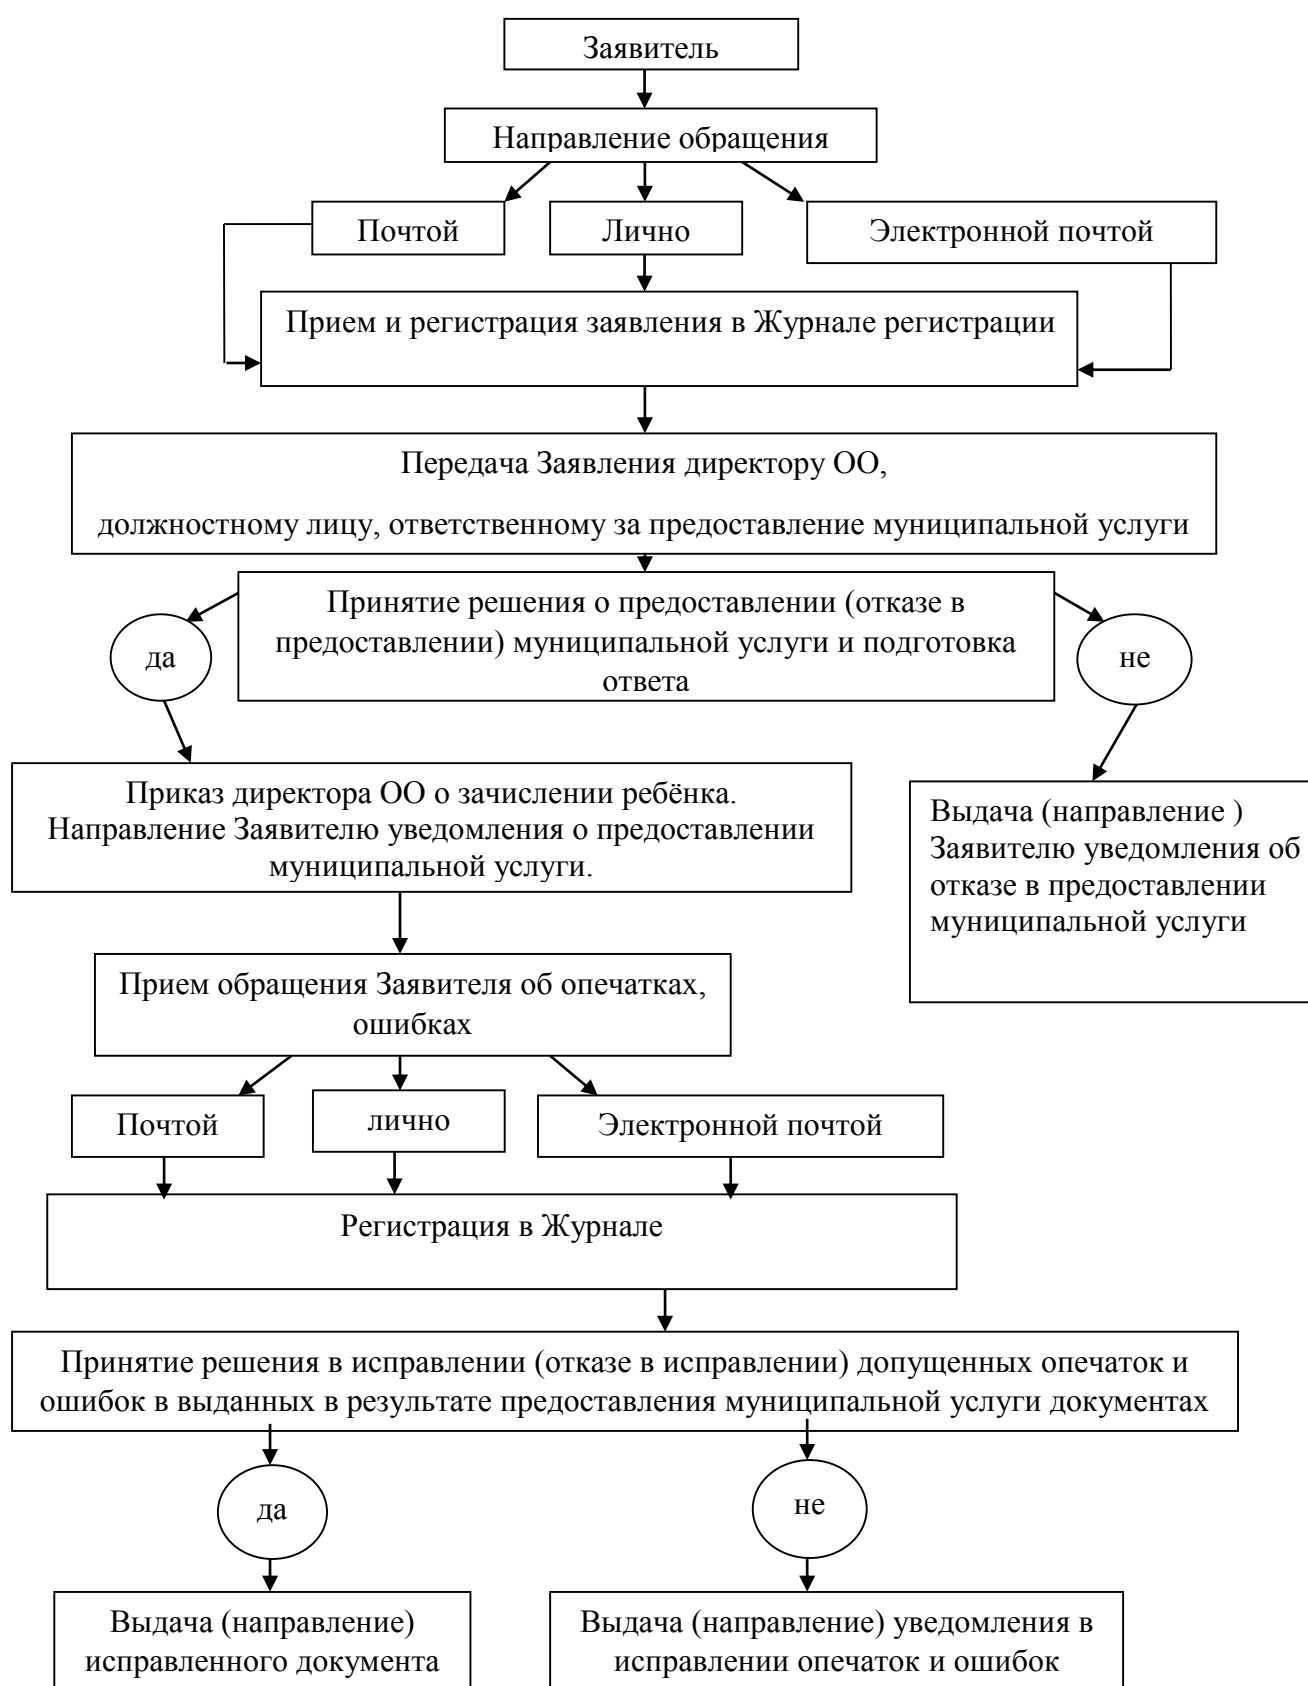 Заявитель
Направление обращения
Почтой
Лично
Электронной почтой
Прием и регистрация заявления в Журнале регистрации
Передача Заявления директору ОО,
должностному лицу, ответственному за предоставление муниципальной услуги
Принятие решения о предоставлении (отказе в
предоставлении) муниципальной услуги и подготовка
ответа
да
не
Приказ директора ОО о зачислении ребёнка.
Направление Заявителю уведомления о предоставлении
муниципальной услуги.
Выдача (направление )
Заявителю уведомления об
отказе в предоставлении
муниципальной услуги
Прием обращения Заявителя об опечатках,
ошибках
Почтой
лично
Электронной почтой
Регистрация в Журнале
Принятие решения в исправлении (отказе в исправлении) допущенных опечаток и
ошибок в выданных в результате предоставления муниципальной услуги документах
да
не
Выдача (направление)
исправленного документа
Выдача (направление) уведомления в
исправлении опечаток и ошибок